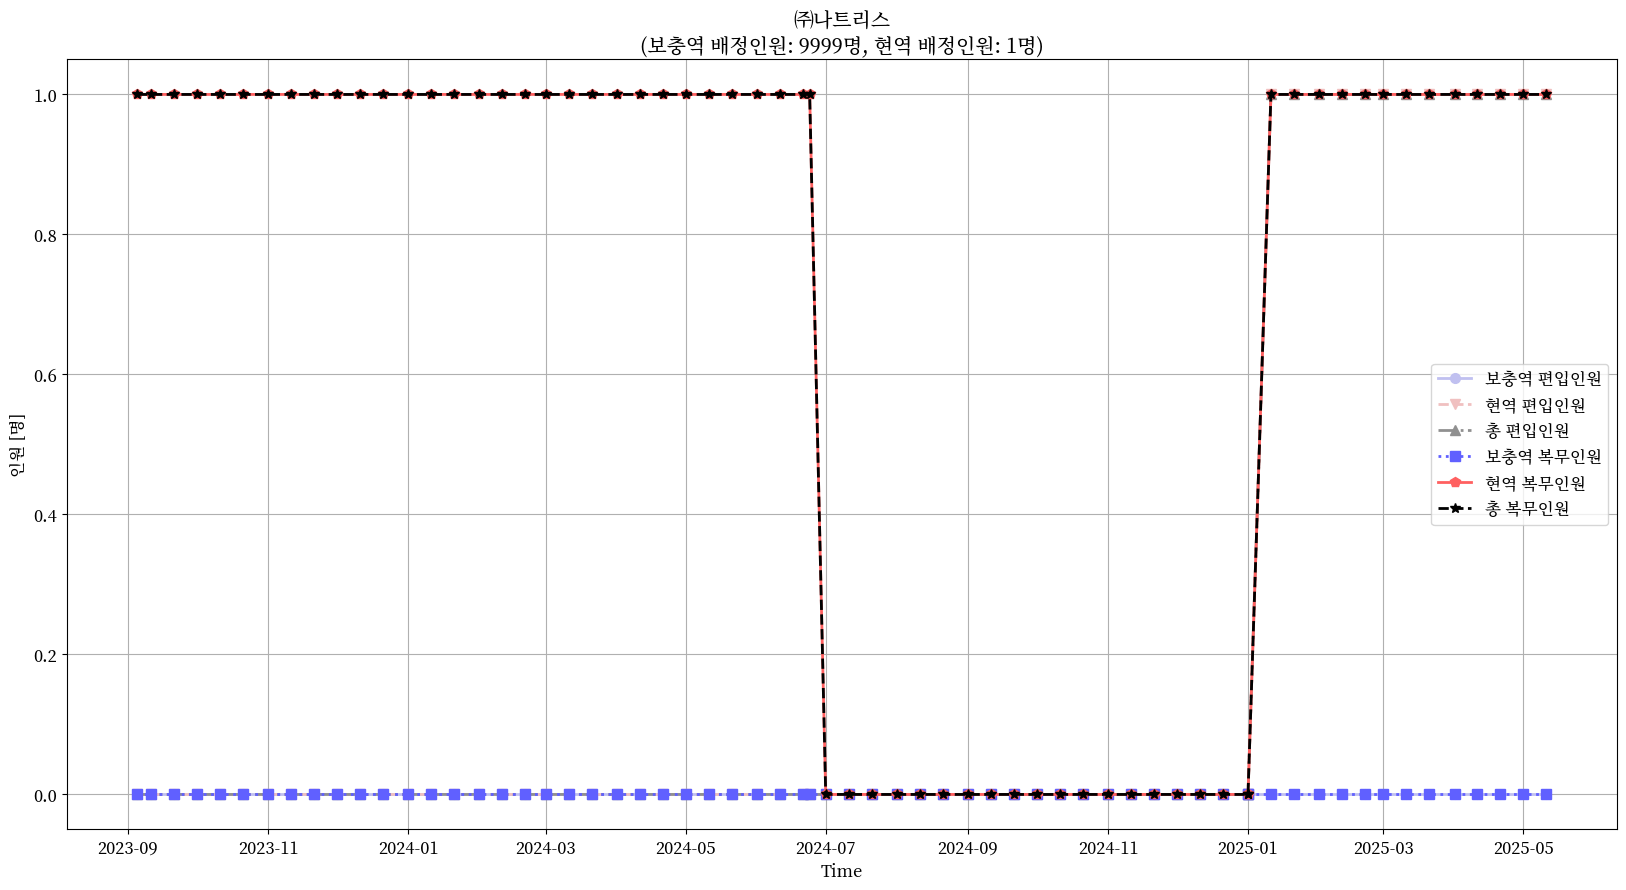 ㈜나트리스
(보충역 배정인원: 9999명, 현역 배정인원: 1명)
인원 [명]
1.0
0.8
0.6
0.4
0.2
0.0
보충역 편입인원
현역 편입인원
총 편입인원
보충역 복무인원
현역 복무인원
총 복무인원
2023-09
2023-11
2024-01
2024-03
2024-05
2024-07
2024-09
2024-11
2025-01
2025-03
2025-05
Time